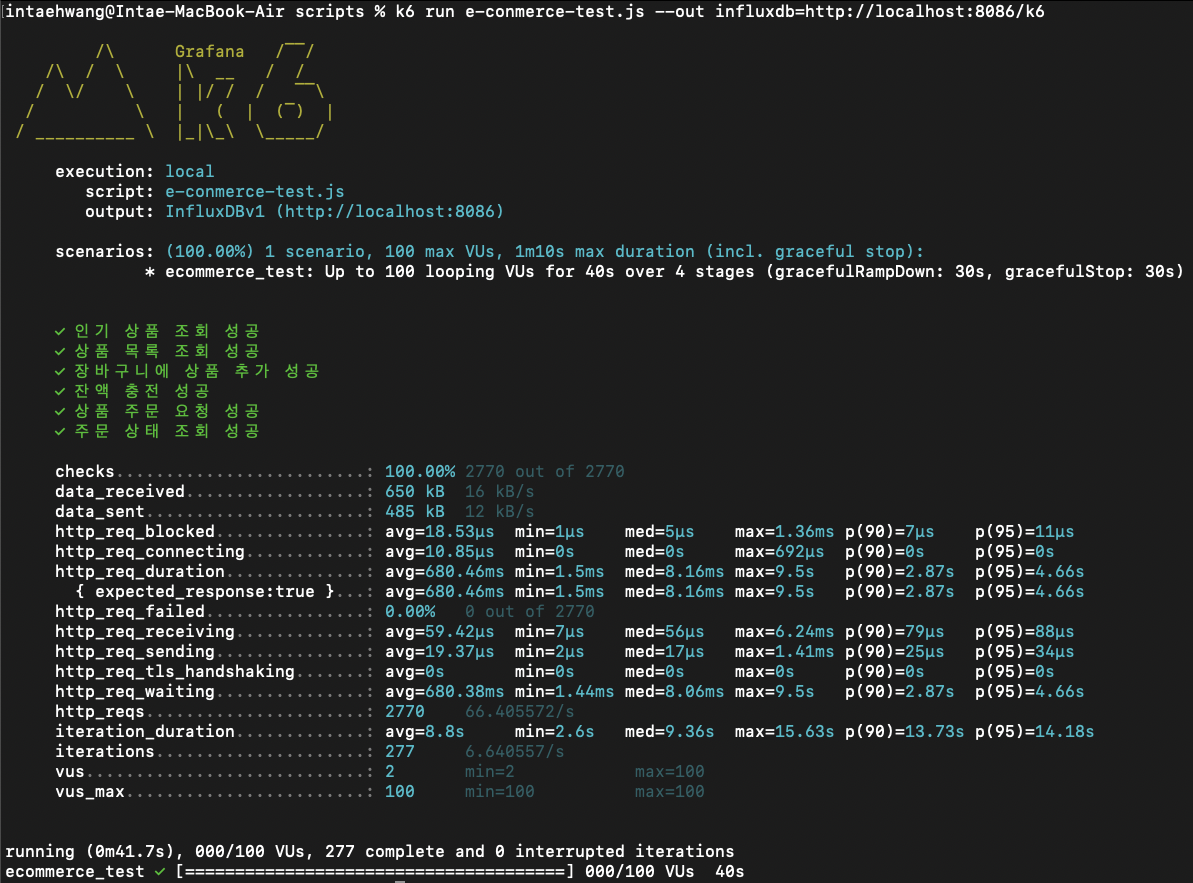 intaehwang@Intae-MacBook-Air scripts % k6 run e-conmerce-test.js --out influxdb=http://localhost:8086/k6
Grafana
k6
execution: local
script: e-conmerce-test.js
output: InfluxDBv1 (http://localhost:8086)
scenarios: (100.00%) 1 scenario, 100 max VUs, 1m10s max duration (incl. graceful stop):
* ecommerce_test: Up to 100 looping VUs for 40s over 4 stages (gracefulRampDown: 30s, gracefulStop: 30s)
✓ 인기 상품 조회 성공
✓ 상품 목록 조회 성공
✓ 장바구니에 상품 추가 성공
✓ 잔액 충전 성공
✓ 상품 주문 요청 성공
✓ 주문 상태 조회 성공
checks.........................: 100.00% 2770 out of 2770
data_received..................: 650 kB 16 kB/s
data_sent......................: 485 kB 12 kB/s
http_req_blocked...............: avg=18.53µs min=1µs med=5µs max=1.36ms p(90)=7µs p(95)=11µs
http_req_connecting............: avg=10.85µs min=0s med=0s max=692µs p(90)=0s p(95)=0s
http_req_duration..............: avg=680.46ms min=1.5ms med=8.16ms max=9.5s p(90)=2.87s p(95)=4.66s
{ expected_response:true }...: avg=680.46ms min=1.5ms med=8.16ms max=9.5s p(90)=2.87s p(95)=4.66s
http_req_failed................: 0.00% 0 out of 2770
http_req_receiving.............: avg=59.42µs min=7µs med=56µs max=6.24ms p(90)=79µs p(95)=88µs
http_req_sending...............: avg=19.37µs min=2µs med=17µs max=1.41ms p(90)=25µs p(95)=34µs
http_req_tls_handshaking.......: avg=0s min=0s med=0s max=0s p(90)=0s p(95)=0s
http_req_waiting...............: avg=680.38ms min=1.44ms med=8.06ms max=9.5s p(90)=2.87s p(95)=4.66s
http_reqs......................: 2770 66.405572/s
iteration_duration.............: avg=8.8s min=2.6s med=9.36s max=15.63s p(90)=13.73s p(95)=14.18s
iterations.....................: 277 6.640557/s
vus............................: 2 min=2 max=100
vus_max........................: 100 min=100 max=100
running (0m41.7s), 000/100 VUs, 277 complete and 0 interrupted iterations
ecommerce_test ✓ [======================================] 000/100 VUs 40s